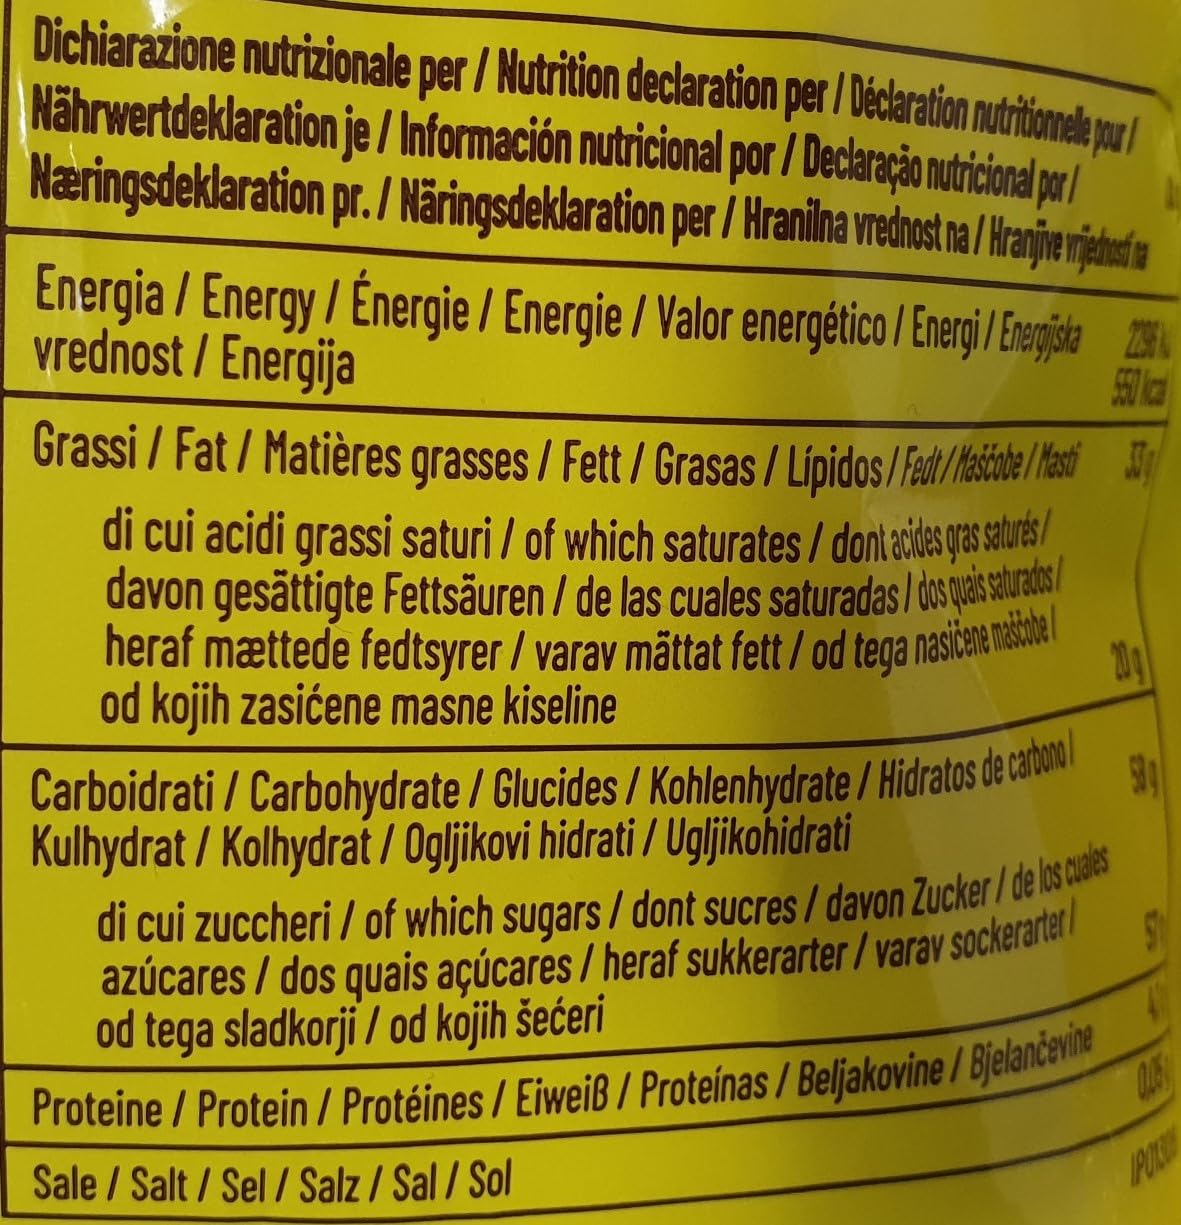 Dichiarazione nutrizionale per / Nutrition declaration per / Déclaration nutritionnelle pour /
Nährwertdeklaration je / Información nutricional por / Declaração nutricional por /
Næringsdeklaration pr. / Näringsdeklaration per / Hranilna vrednost na / Hranjive vrijednosti na
Energia / Energy / Énergie / Energie / Valor energético / Energi / Energijska 2296
vrednost / Energija 550 kcal
Grassi / Fat / Matières grasses / Fett / Grasas / Lípidos / Fedt / Maščobe / Masti 33 g
di cui acidi grassi saturi / of which saturates / dont acides gras saturés /
davon gesättigte Fettsäuren / de las cuales saturadas / dos quais saturados /
heraf mættede fedtsyrer / varav mättat fett / od tega nasičene maščobe /
od kojih zasićene masne kiseline 20 g
Carboidrati / Carbohydrate / Glucides / Kohlenhydrate / Hidratos de carbono / 58 g
Kulhydrat / Kolhydrat / Ogljikovi hidrati / Ugljikohidrati
di cui zuccheri / of which sugars / dont sucres / davon Zucker / de los cuales
azúcares / dos quais açúcares / heraf sukkerarter / varav sockerarter /
od tega sladkorji / od kojih šećeri
Proteine / Protein / Protéines / Eiweiß / Proteínas / Beljakovine / Bjelančevine
Sale / Salt / Sel / Salz / Sal / Sol